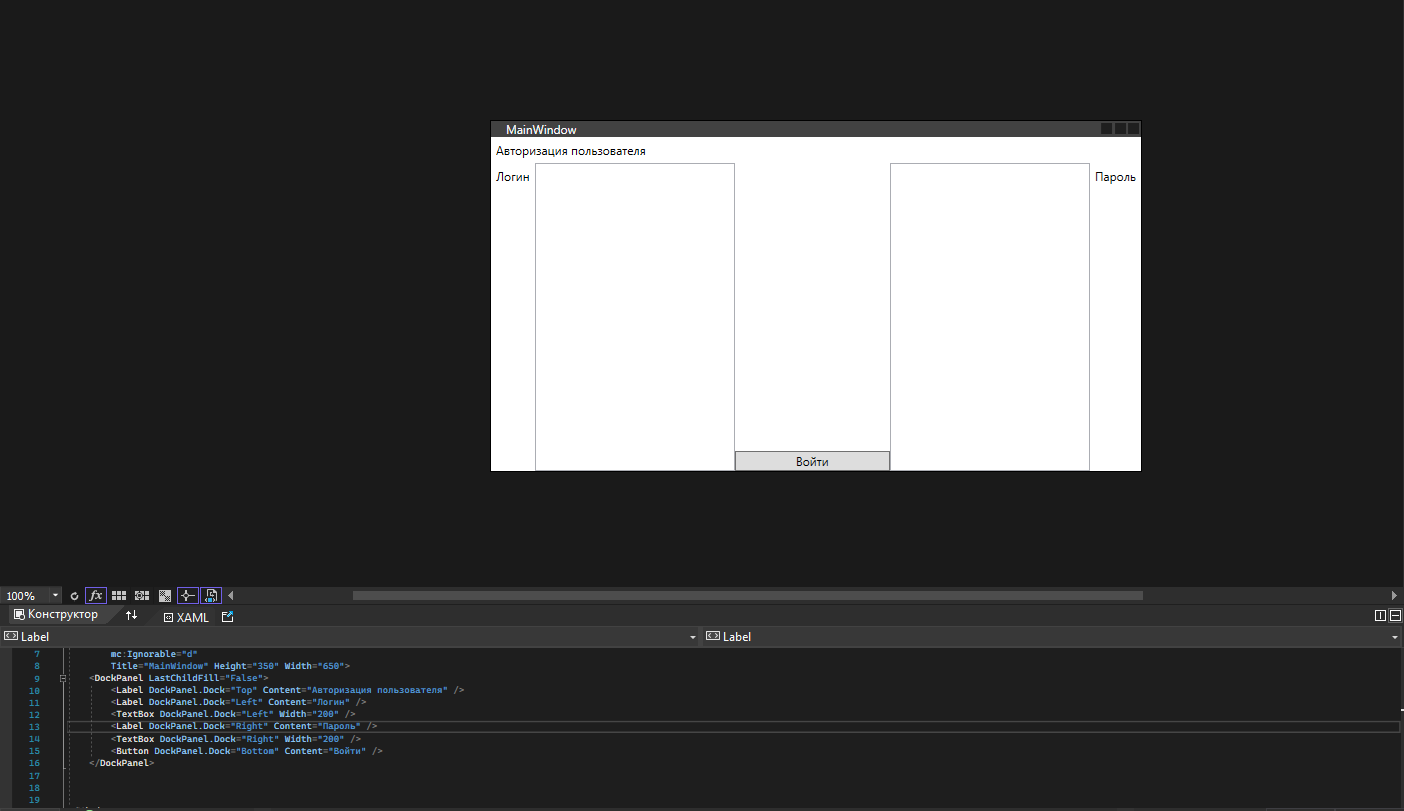 MainWindow
Авторизация пользователя
Логин
Пароль
Войти
100%
fx
Конструктор
XAML
Label
Label
7 mc:Ignorable="d"
8 Title="MainWindow" Height="350" Width="650">
9 <DockPanel LastChildFill="False">
10 <Label DockPanel.Dock="Top" Content="Авторизация пользователя" />
11 <Label DockPanel.Dock="Left" Content="Логин" />
12 <TextBox DockPanel.Dock="Left" Width="200" />
13 <Label DockPanel.Dock="Right" Content="Пароль" />
14 <TextBox DockPanel.Dock="Right" Width="200" />
15 <Button DockPanel.Dock="Bottom" Content="Войти" />
16 </DockPanel>
17
18
19